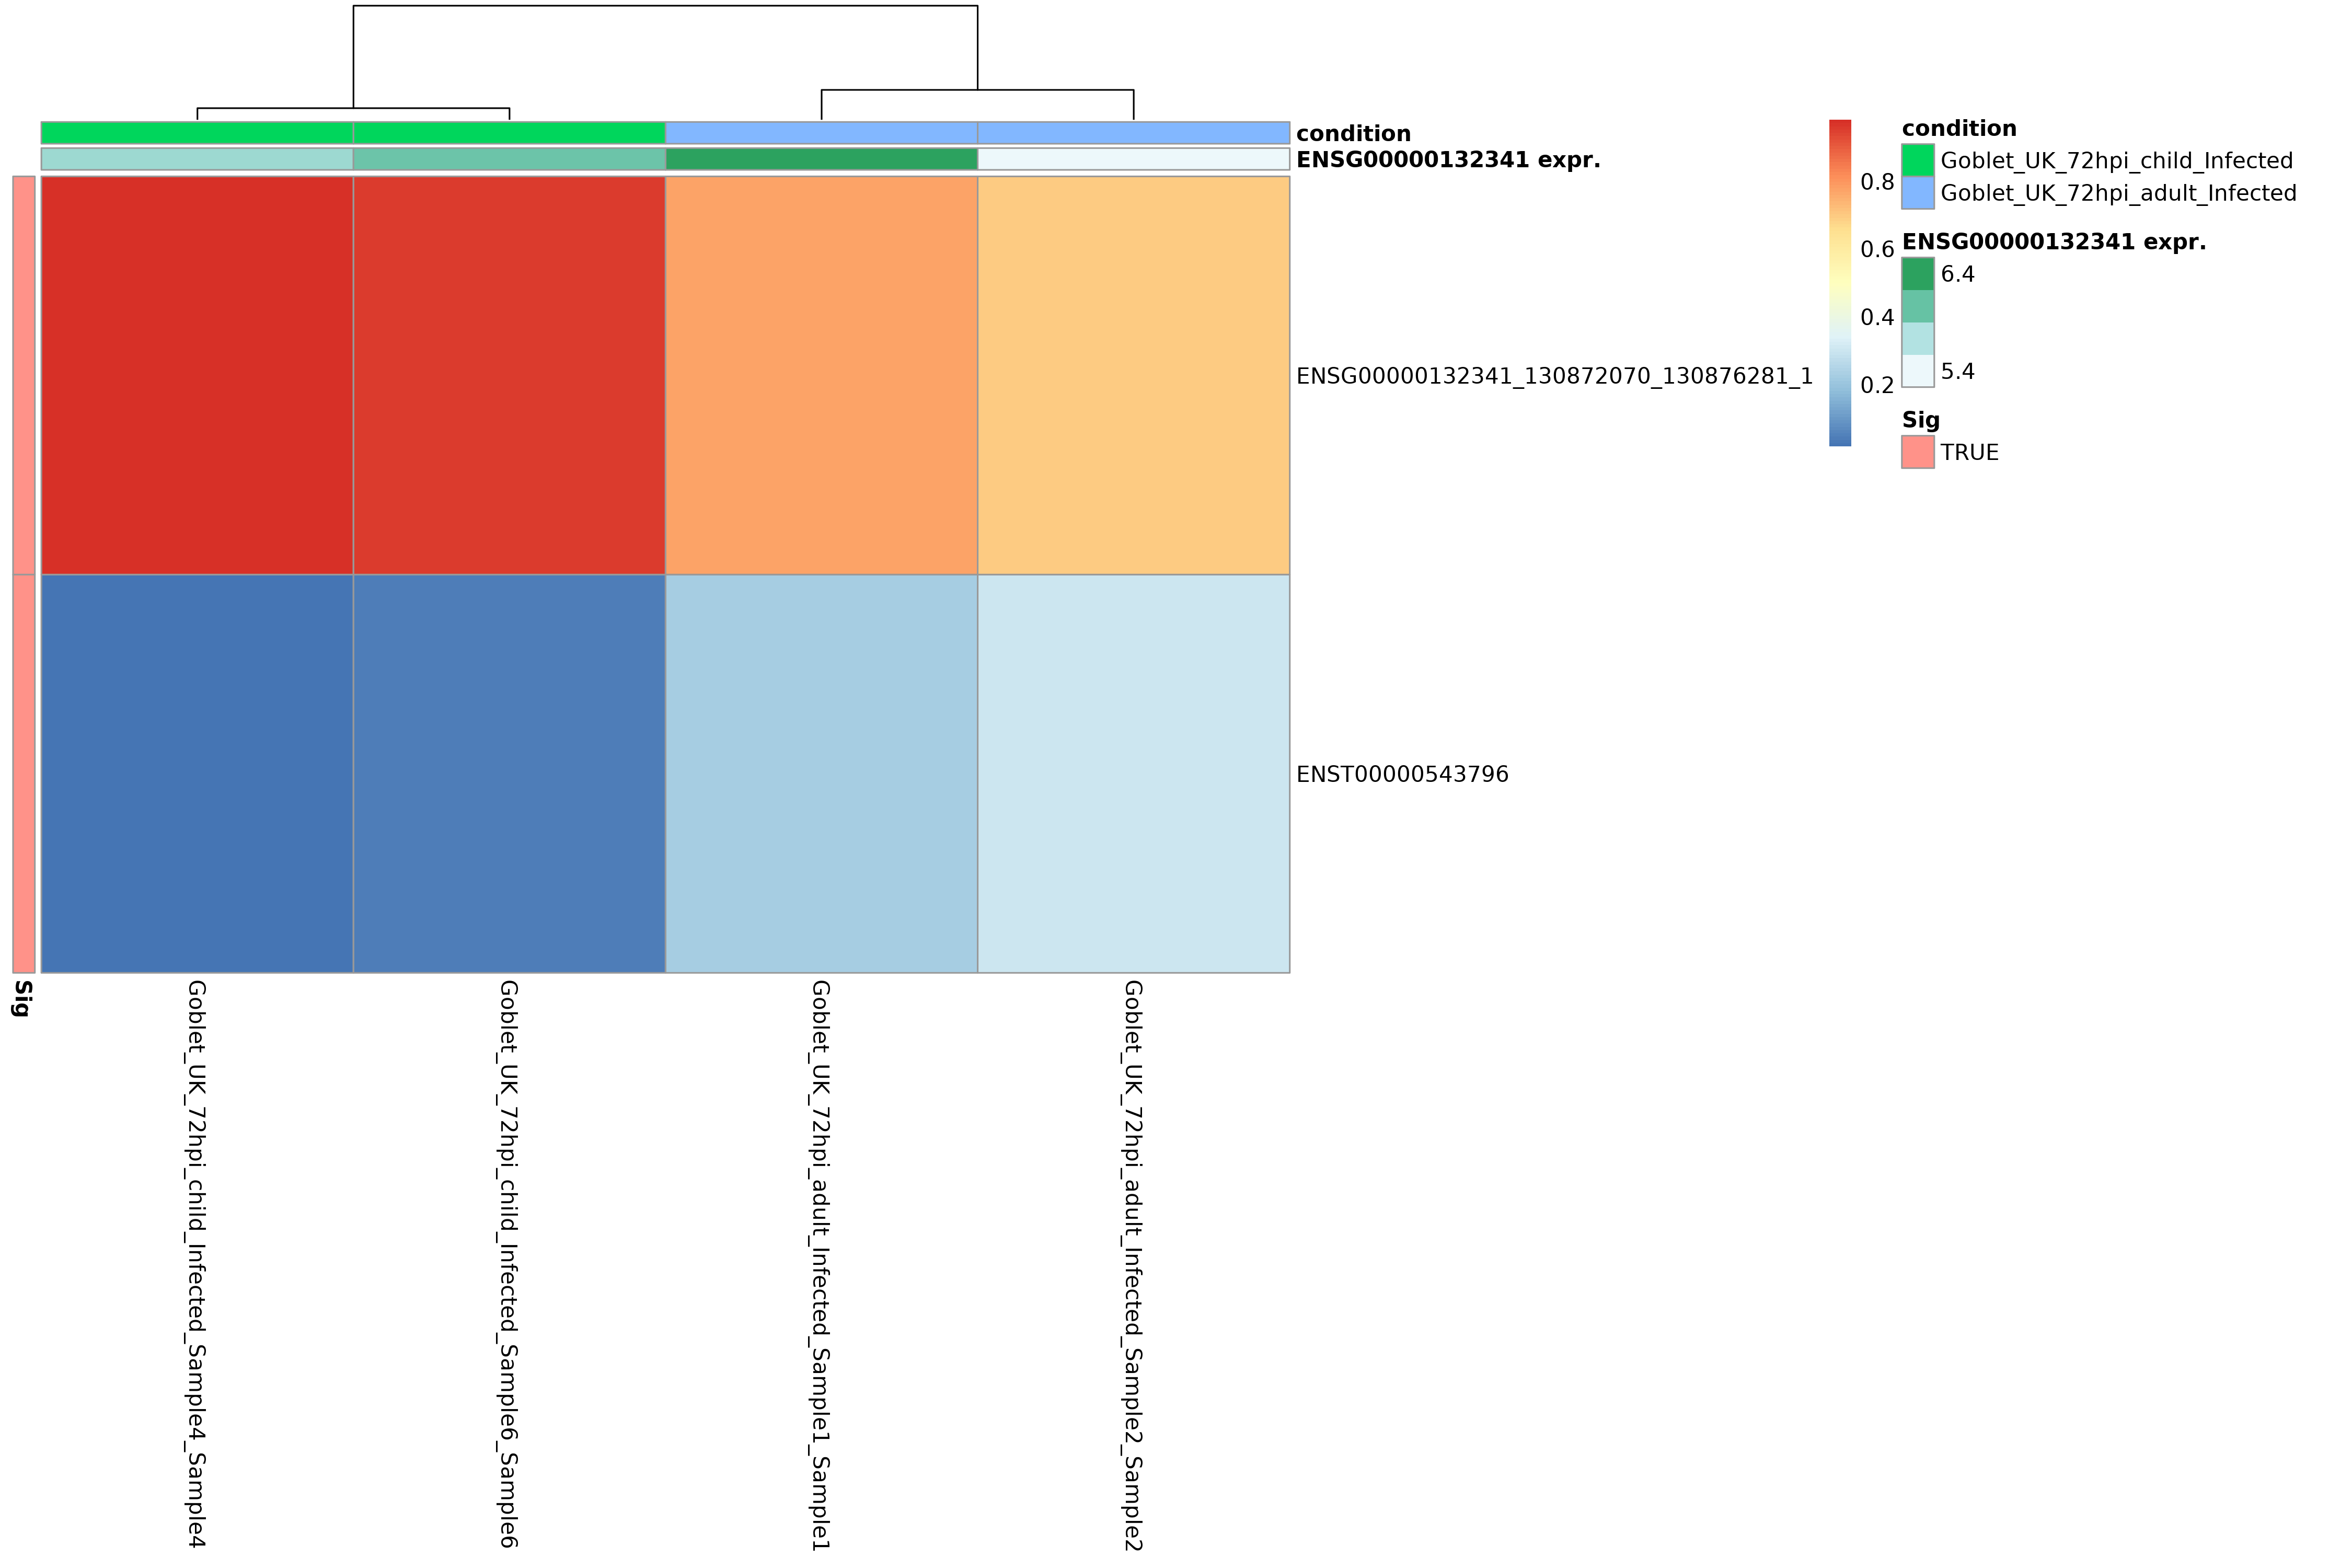 condition
ENSG00000132341 expr.
ENSG00000132341_130872070_130876281_1
ENST00000543796
0.8
0.6
0.4
0.2
condition
Goblet_UK_72hpi_child_Infected
Goblet_UK_72hpi_adult_Infected
ENSG00000132341 expr.
6.4
5.4
Sig
TRUE
Sig
Goblet_UK_72hpi_child_Infected_Sample4_Sample4
Goblet_UK_72hpi_child_Infected_Sample6_Sample6
Goblet_UK_72hpi_adult_Infected_Sample1_Sample1
Goblet_UK_72hpi_adult_Infected_Sample2_Sample2